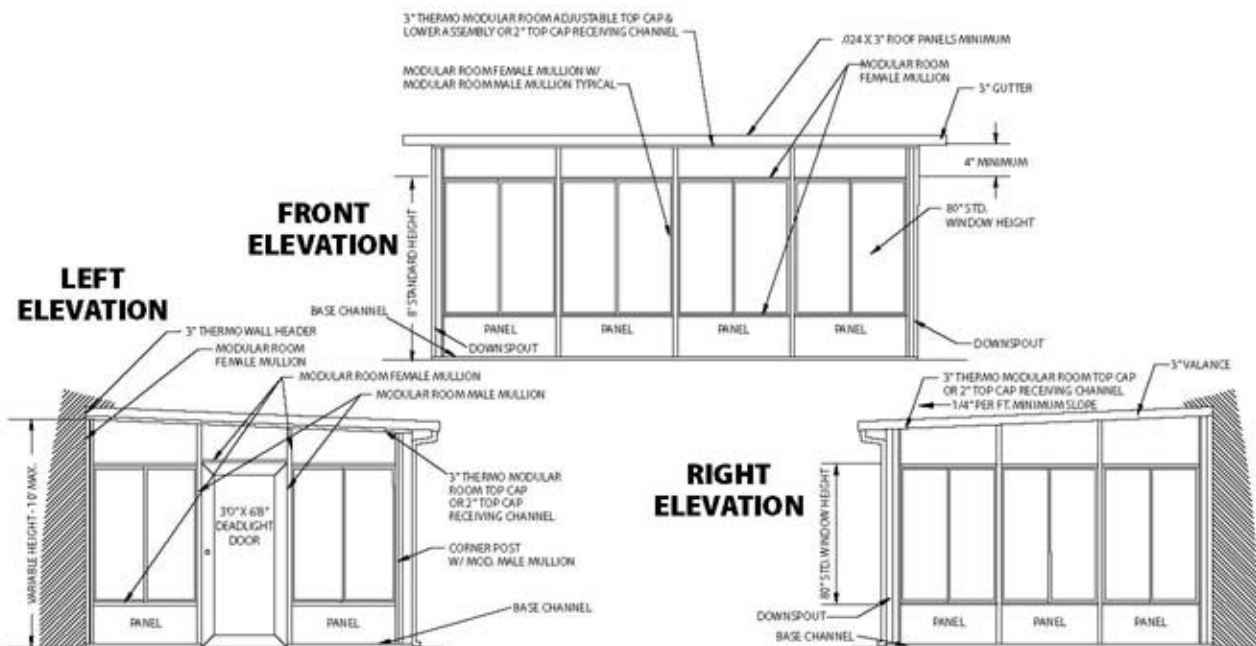 3" THERMO MODULAR ROOM ADJUSTABLE TOP CAP &
LOWER ASSEMBLY OR 2" TOP CAP RECEIVING CHANNEL
.024 X 3" ROOF PANELS MINIMUM
MODULAR ROOM FEMALE MULLION W/
MODULAR ROOM MALE MULLION TYPICAL
MODULAR ROOM
FEMALE MULLION
3" GUTTER
4" MINIMUM
FRONT
ELEVATION
8' STANDARD HEIGHT
80" STD.
WINDOW HEIGHT
BASE CHANNEL
PANEL
PANEL
PANEL
PANEL
DOWNSPOUT
DOWNSPOUT
LEFT
ELEVATION
3" THERMO WALL HEADER
MODULAR ROOM
FEMALE MULLION
MODULAR ROOM FEMALE MULLION
MODULAR ROOM MALE MULLION
VARIABLE HEIGHT - 10' MAX.
3'0" X 6'8"
DEADLIGHT
DOOR
3" THERMO MODULAR
ROOM TOP CAP
OR 2" TOP CAP
RECEIVING CHANNEL
CORNER POST
W/ MOD. MALE MULLION
BASE CHANNEL
PANEL
PANEL
3" VALANCE
3" THERMO MODULAR ROOM TOP CAP
OR 2" TOP CAP RECEIVING CHANNEL
1/4" PER FT. MINIMUM SLOPE
RIGHT
ELEVATION
80" STD. WINDOW HEIGHT
DOWNSPOUT
BASE CHANNEL
PANEL
PANEL
PANEL